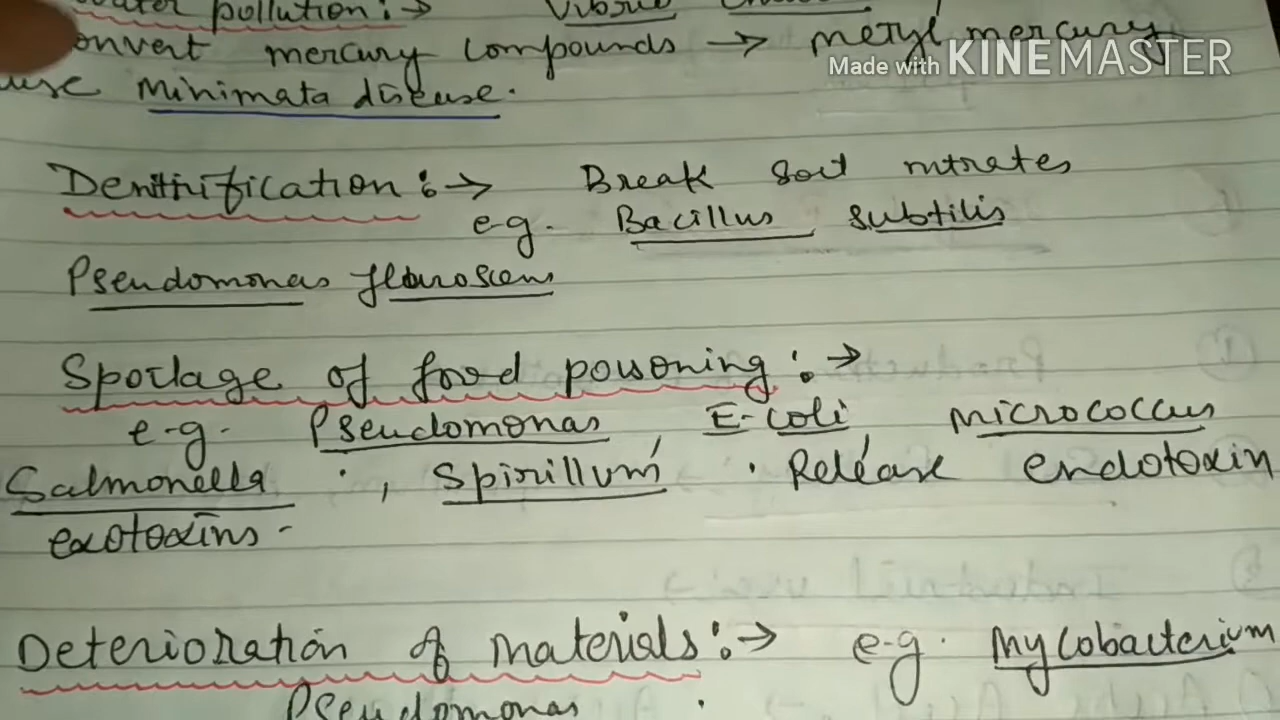 water pollution :→ Vibrio
onvert mercury compounds → metyl mercury
Made with KINEMASTER
use minimata disease.
Denitrification :→ Break soil nitrates
e.g. Bacillus subtilis
Pseudomonas
Spoilage of food poisoning :→
e-g. Pseudomonas, E-coli micrococcus
Salmonella , Spirillum . Release endotoxin
exotoxins -
Deterioration of materials :→ e-g. Mycobacterium
Pseudomonas .